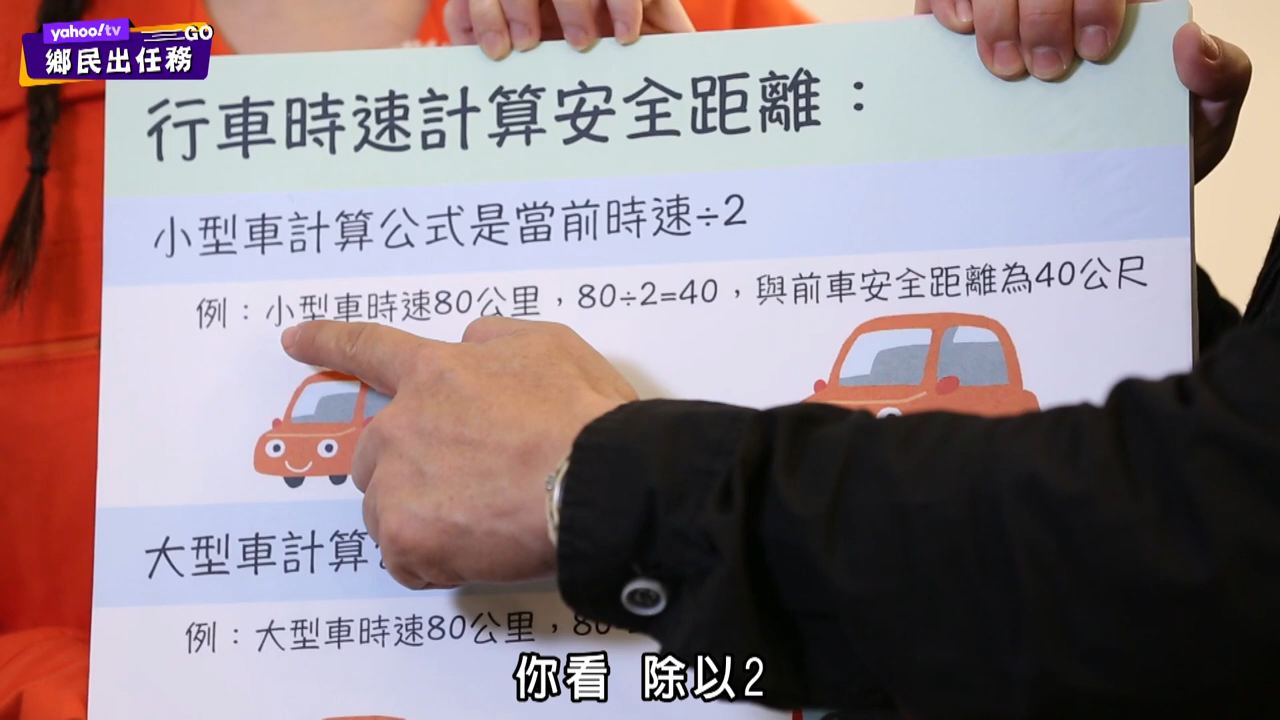 yahoo!tv
GO
鄉民出任務
行車時速計算安全距離：
小型車計算公式是當前時速÷2
例：小型車時速80公里，80÷2=40，與前車安全距離為40公尺
大型車計算
例：大型車時速80公里，80
你看 除以2